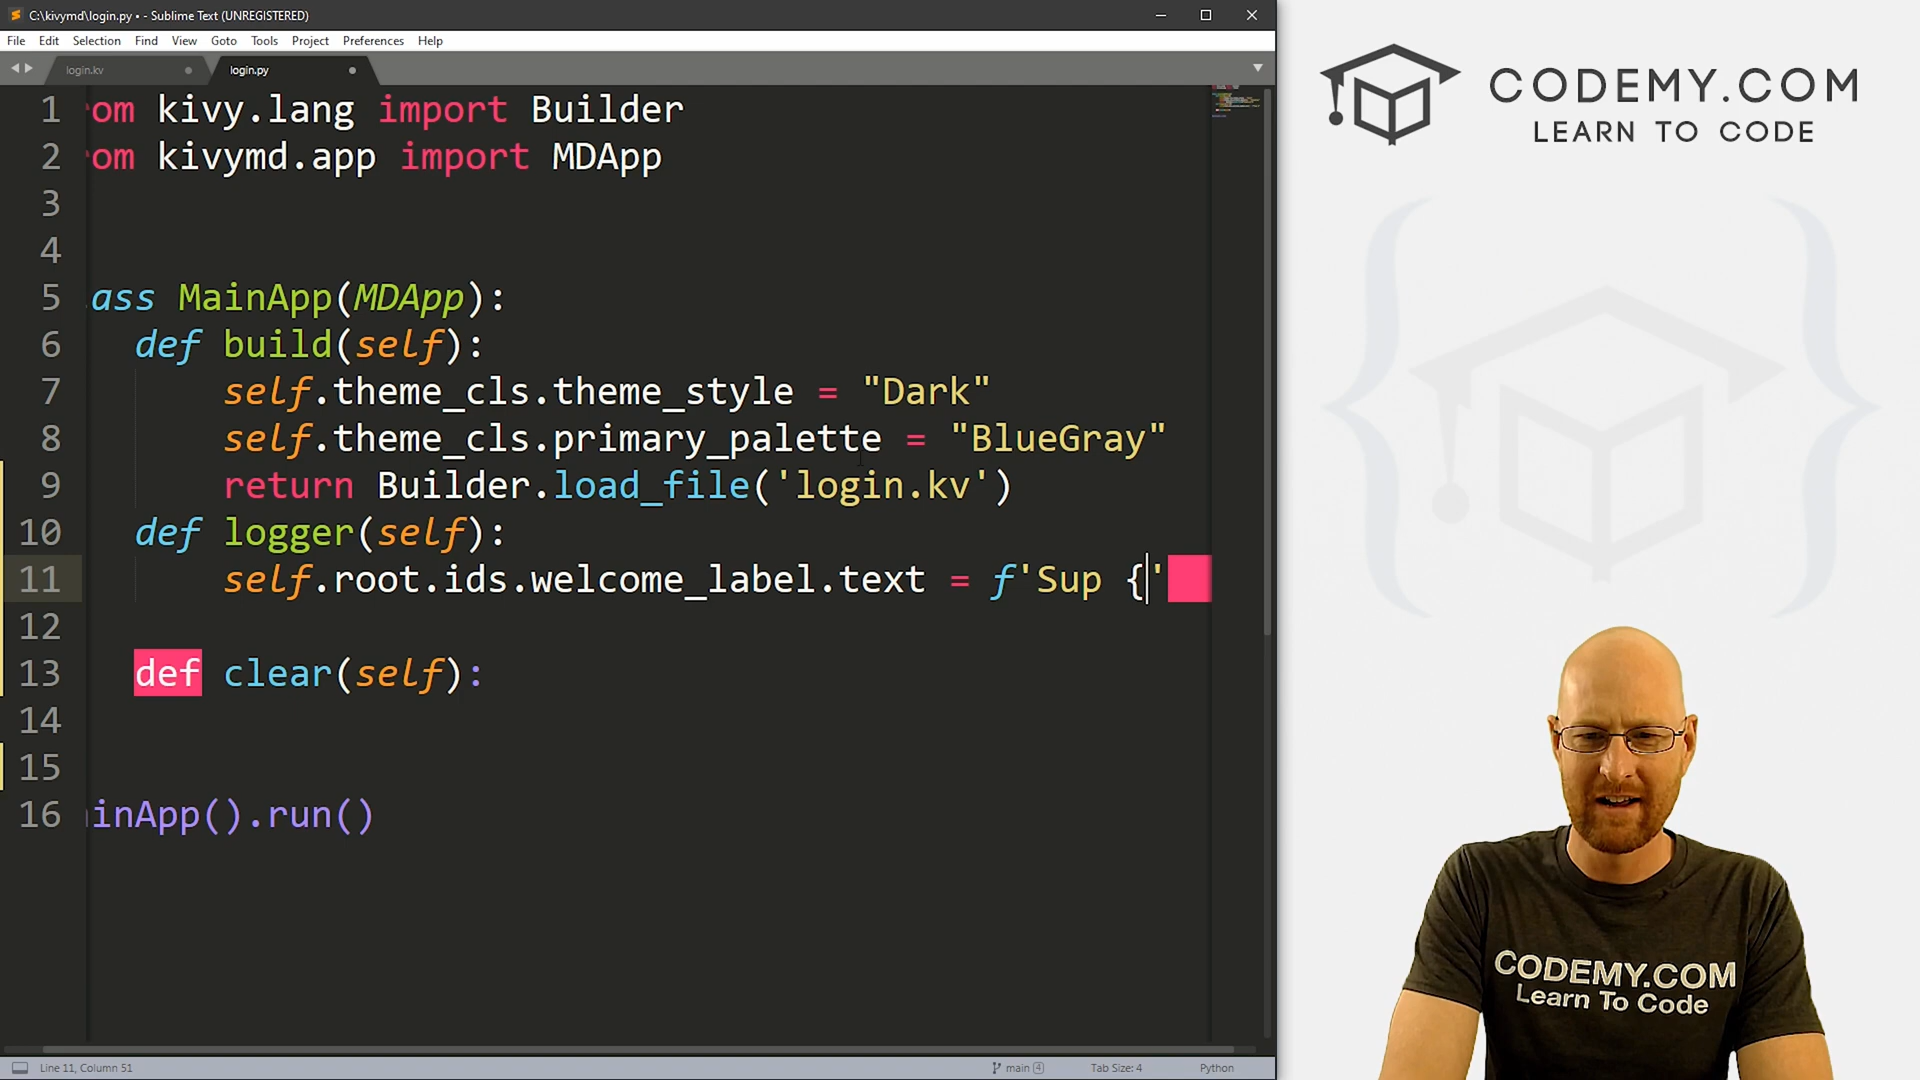 C:\kivymd\login.py • - Sublime Text (UNREGISTERED)
File Edit Selection Find View Goto Tools Project Preferences Help
login.kv login.py
1 om kivy.lang import Builder
2 om kivymd.app import MDApp
3
4
5 ass MainApp(MDApp):
6 def build(self):
7 self.theme_cls.theme_style = "Dark"
8 self.theme_cls.primary_palette = "BlueGray"
9 return Builder.load_file('login.kv')
10 def logger(self):
11 self.root.ids.welcome_label.text = f'Sup {'
12
13 def clear(self):
14
15
16 inApp().run()
Line 11, Column 51 main 4 Tab Size: 4 Python
CODEMY.COM
LEARN TO CODE
CODEMY.COM
Learn To Code